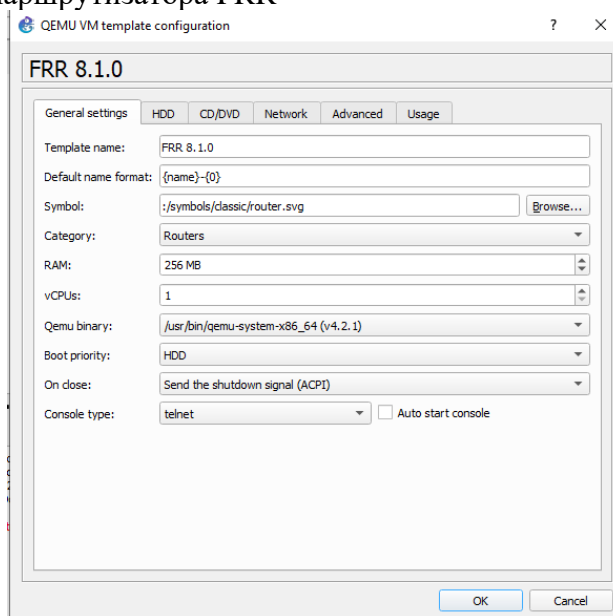 маршрутизатора FRR
QEMU VM template configuration ? ×
FRR 8.1.0
General settings HDD CD/DVD Network Advanced Usage
Template name: FRR 8.1.0
Default name format: {name}-{0}
Symbol: :/symbols/classic/router.svg Browse...
Category: Routers
RAM: 256 MB
vCPUs: 1
Qemu binary: /usr/bin/qemu-system-x86_64 (v4.2.1)
Boot priority: HDD
On close: Send the shutdown signal (ACPI)
Console type: telnet Auto start console
OK Cancel